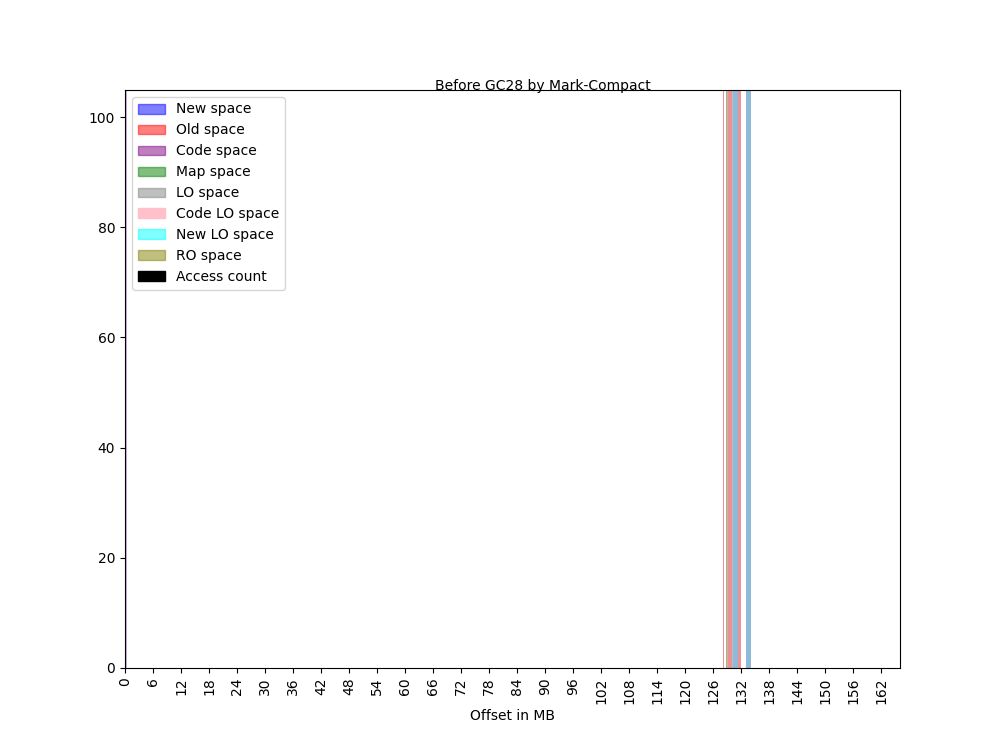 Before GC28 by Mark-Compact
100
80
60
40
20
0
New space
Old space
Code space
Map space
LO space
Code LO space
New LO space
RO space
Access count
0 6 12 18 24 30 36 42 48 54 60 66 72 78 84 90 96 102 108 114 120 126 132 138 144 150 156 162
Offset in MB